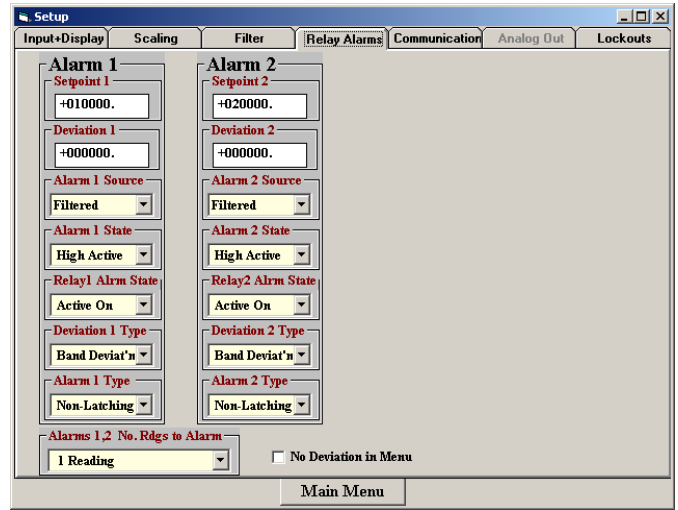 Setup
Input+Display Scaling Filter Relay Alarms Communication Analog Out Lockouts
Alarm 1 Alarm 2
Setpoint 1 Setpoint 2
+010000. +020000.
Deviation 1 Deviation 2
+000000. +000000.
Alarm 1 Source Alarm 2 Source
Filtered Filtered
Alarm 1 State Alarm 2 State
High Active High Active
Relay1 Alrm State Relay2 Alrm State
Active On Active On
Deviation 1 Type Deviation 2 Type
Band Deviat'n Band Deviat'n
Alarm 1 Type Alarm 2 Type
Non-Latching Non-Latching
Alarms 1,2 No. Rdgs to Alarm
1 Reading No Deviation in Menu
Main Menu